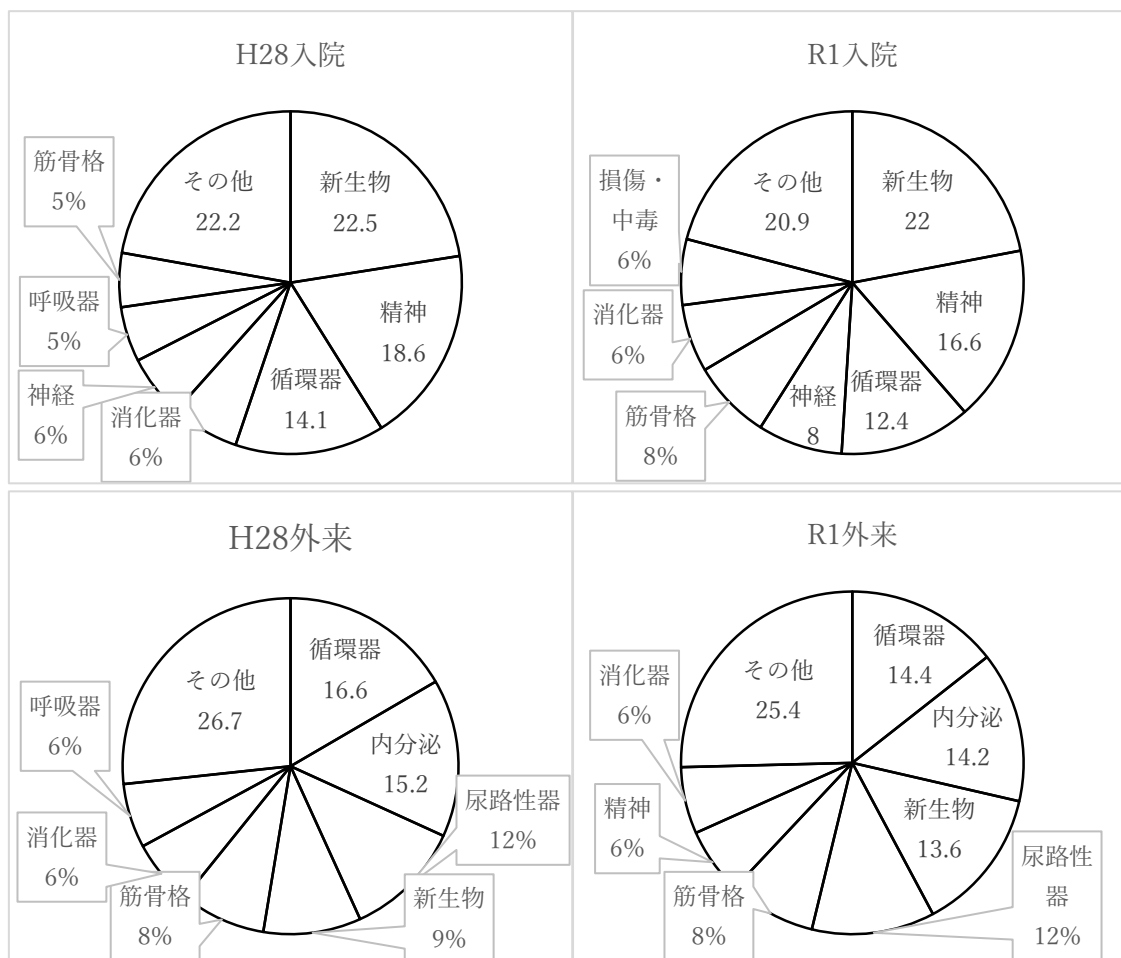 H28入院
筋骨格
5%
呼吸器
5%
神経
6%
消化器
6%
その他
22.2
新生物
22.5
精神
18.6
循環器
14.1
R1入院
損傷・
中毒
6%
消化器
6%
筋骨格
8%
その他
20.9
新生物
22
精神
16.6
循環器
12.4
神経
8
H28外来
呼吸器
6%
消化器
6%
筋骨格
8%
その他
26.7
循環器
16.6
内分泌
15.2
尿路性器
12%
新生物
9%
R1外来
消化器
6%
精神
6%
筋骨格
8%
その他
25.4
循環器
14.4
内分泌
14.2
新生物
13.6
尿路性
器
12%